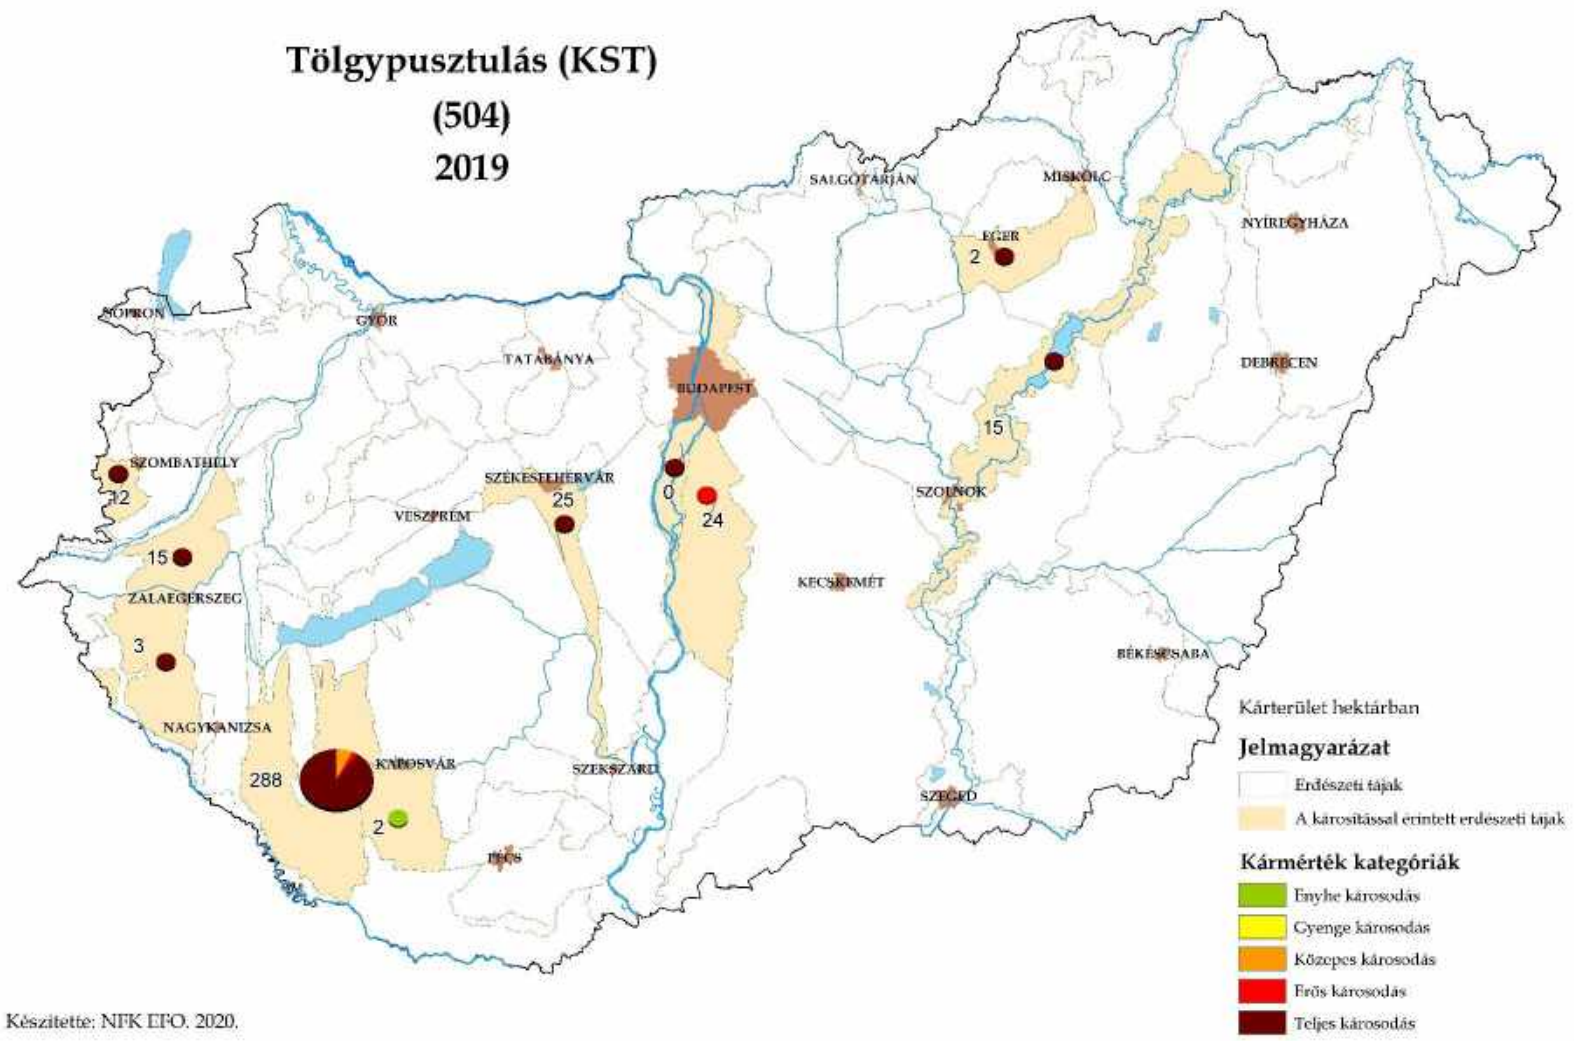 Tölgypusztulás (KST)
(504)
2019
SALGÓTARJÁN
MISKOLC
NYÍREGYHÁZA
EGER
2
SOPRON
GYŐR
TATABÁNYA
BUDAPEST
DEBRECEN
15
SZOMBATHELY
12
SZÉKESFEHÉRVÁR
25
0
24
SZOLNOK
VESZPRÉM
15
ZALAEGERSZEG
KECSKEMÉT
3
BÉKÉSCSABA
NAGYKANIZSA
288
KAPOSVÁR
SZEKSZÁRD
2
PÉCS
SZEGED
Kárterület hektárban
Jelmagyarázat
Erdészeti tájak
A károsítással érintett erdészeti tájak
Kármérték kategóriák
Enyhe károsodás
Gyenge károsodás
Közepes károsodás
Erős károsodás
Teljes károsodás
Készítette: NFK EFO. 2020.